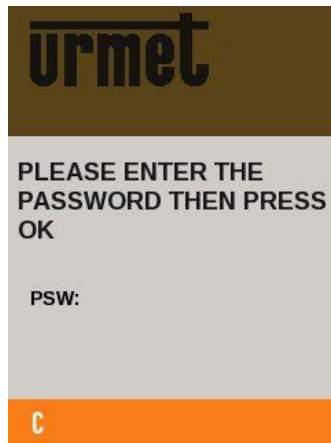 urmet
PLEASE ENTER THE
PASSWORD THEN PRESS
OK
PSW:
C